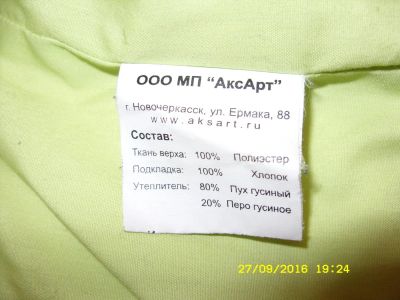 ООО МП "АксАрт"
г. Новочеркасск, ул. Ермака, 88
www.aksart.ru
Состав:
Ткань верха: 100% Полиэстер
Подкладка: 100% Хлопок
Утеплитель: 80% Пух гусиный
20% Перо гусиное
27/09/2016 19:24